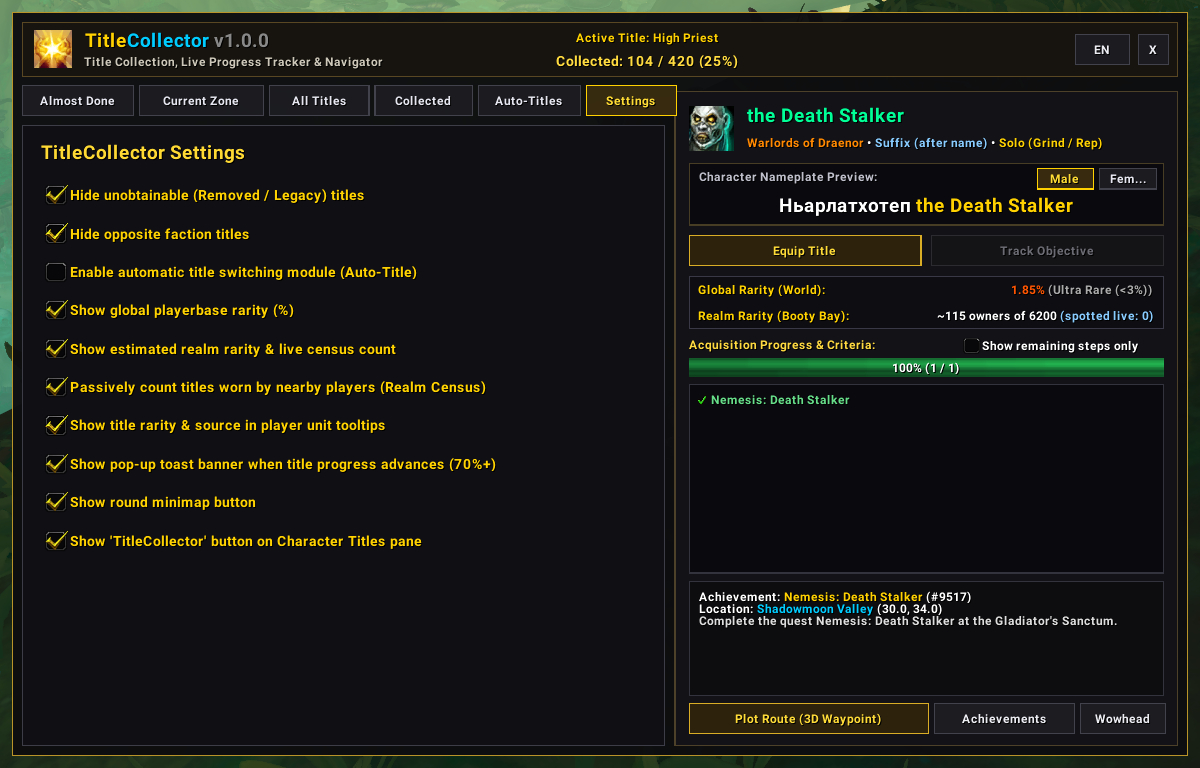 TitleCollector v1.0.0
Title Collection, Live Progress Tracker & Navigator
Active Title: High Priest
Collected: 104 / 420 (25%)
EN
X
Almost Done
Current Zone
All Titles
Collected
Auto-Titles
Settings
TitleCollector Settings
Hide unobtainable (Removed / Legacy) titles
Hide opposite faction titles
Enable automatic title switching module (Auto-Title)
Show global playerbase rarity (%)
Show estimated realm rarity & live census count
Passively count titles worn by nearby players (Realm Census)
Show title rarity & source in player unit tooltips
Show pop-up toast banner when title progress advances (70%+)
Show round minimap button
Show 'TitleCollector' button on Character Titles pane
the Death Stalker
Warlords of Draenor • Suffix (after name) • Solo (Grind / Rep)
Character Nameplate Preview:
Male
Fem...
Ньарлатхотеп the Death Stalker
Equip Title
Track Objective
Global Rarity (World):
1.85% (Ultra Rare (<3%))
Realm Rarity (Booty Bay):
~115 owners of 6200 (spotted live: 0)
Acquisition Progress & Criteria:
Show remaining steps only
100% (1 / 1)
Nemesis: Death Stalker
Achievement: Nemesis: Death Stalker (#9517)
Location: Shadowmoon Valley (30.0, 34.0)
Complete the quest Nemesis: Death Stalker at the Gladiator's Sanctum.
Plot Route (3D Waypoint)
Achievements
Wowhead